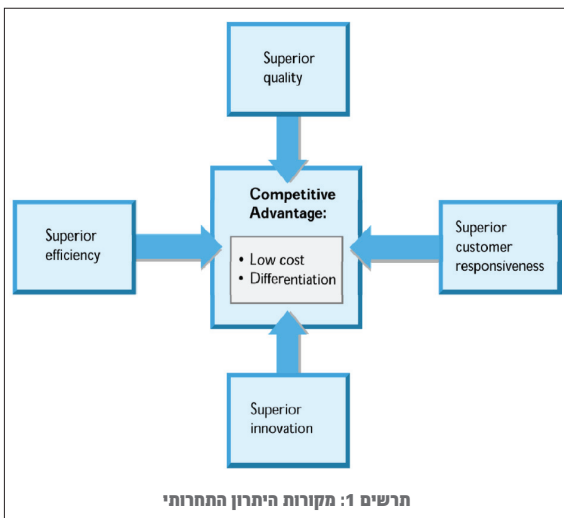 Superior
quality
Competitive
Advantage:
• Low cost
• Differentiation
Superior
efficiency
Superior
customer
responsiveness
Superior
innovation
תרשים 1: מקורות היתרון התחרותי